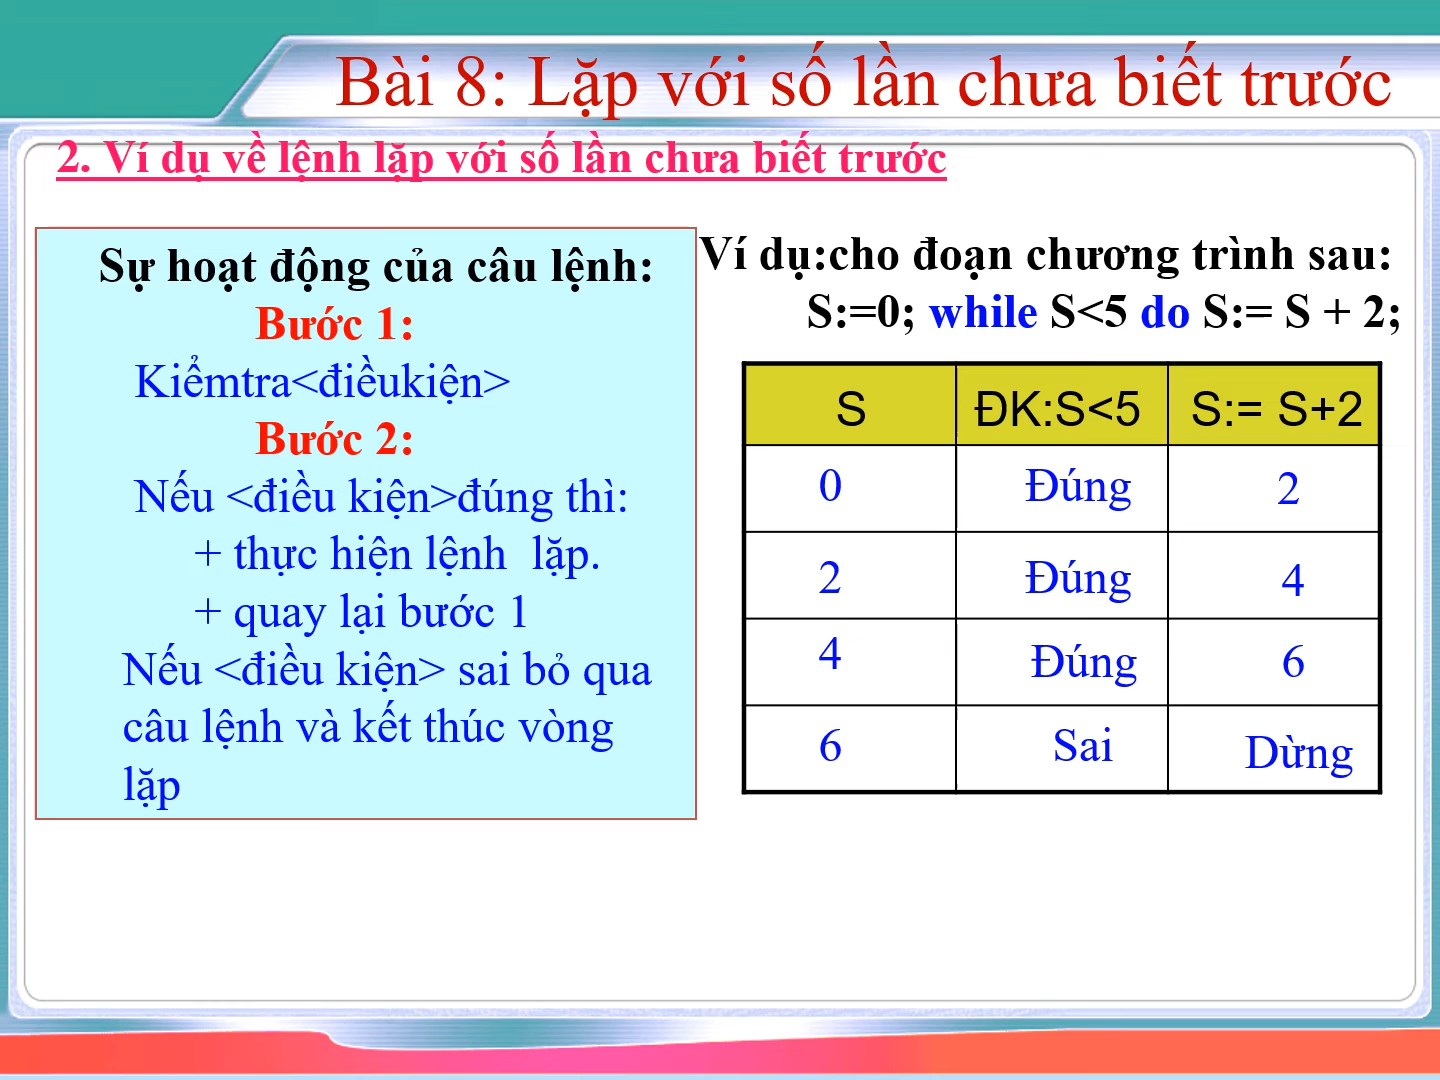 Bài 8: Lặp với số lần chưa biết trước
2. Ví dụ về lệnh lặp với số lần chưa biết trước
Sự hoạt động của câu lệnh:
Bước 1:
Kiểmtra<điềukiện>
Bước 2:
Nếu <điều kiện>đúng thì:
+ thực hiện lệnh lặp.
+ quay lại bước 1
Nếu <điều kiện> sai bỏ qua
câu lệnh và kết thúc vòng
lặp
Ví dụ:cho đoạn chương trình sau:
S:=0; while S<5 do S:= S + 2;
S ĐK:S<5 S:= S+2
0 Đúng 2
2 Đúng 4
4 Đúng 6
6 Sai Dừng